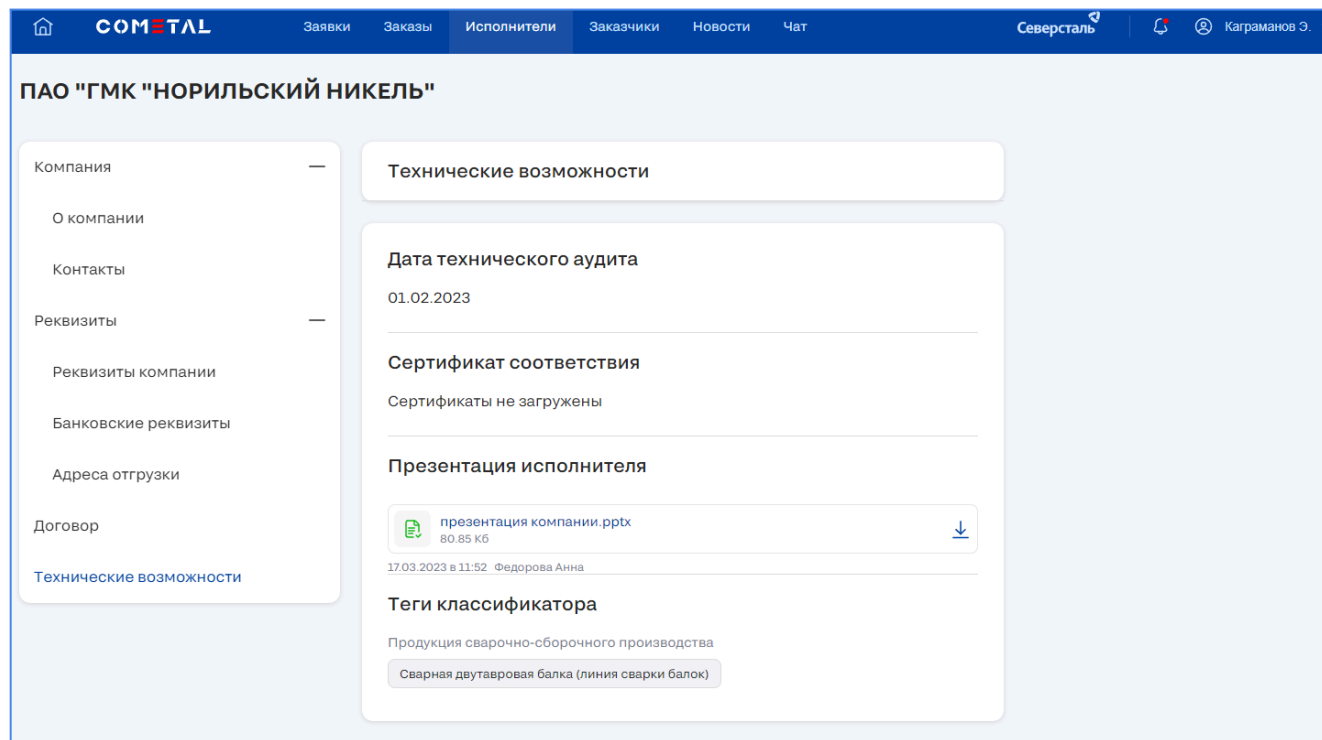 COMETAL Заявки Заказы Исполнители Заказчики Новости Чат Северсталь Каграманов Э.
ПАО "ГМК "НОРИЛЬСКИЙ НИКЕЛЬ"
Компания
О компании
Контакты
Реквизиты
Реквизиты компании
Банковские реквизиты
Адреса отгрузки
Договор
Технические возможности
Технические возможности
Дата технического аудита
01.02.2023
Сертификат соответствия
Сертификаты не загружены
Презентация исполнителя
презентация компании.pptx
80.85 Кб
17.03.2023 в 11:52 Федорова Анна
Теги классификатора
Продукция сварочно-сборочного производства
Сварная двутавровая балка (линия сварки балок)